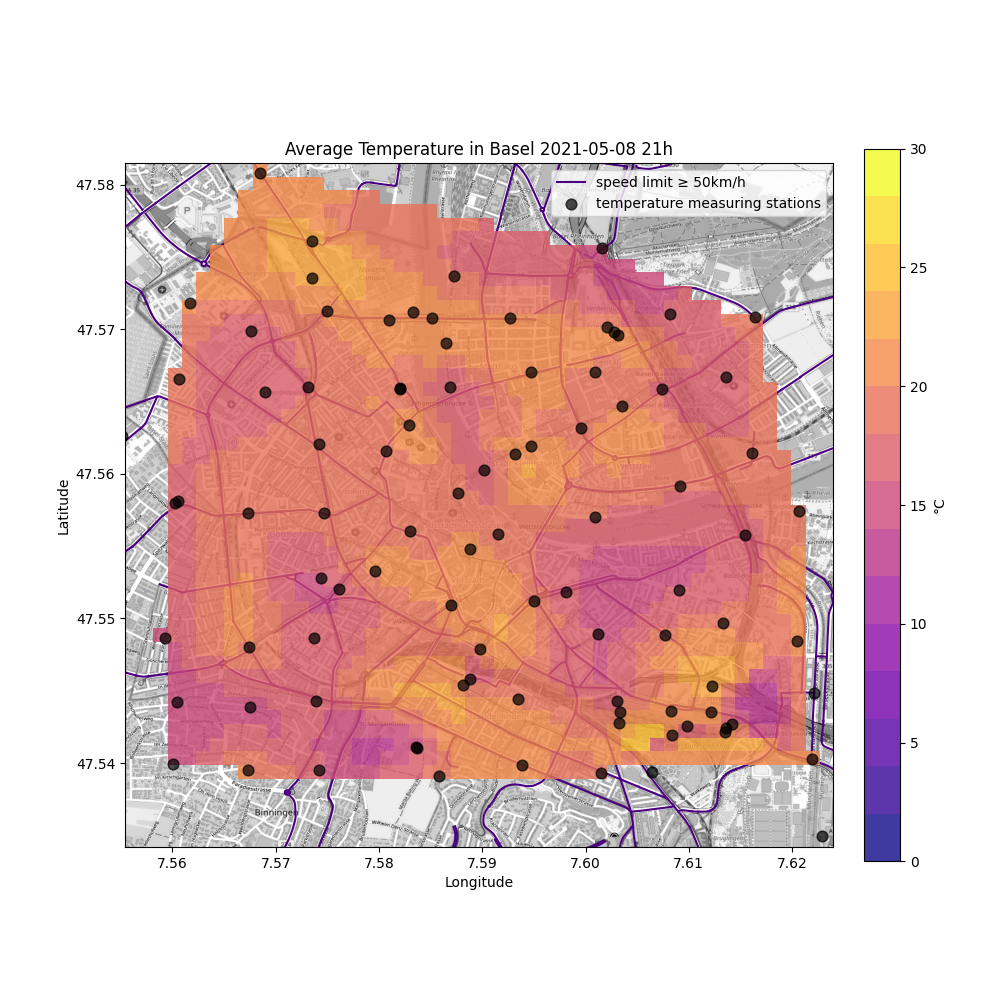 Average Temperature in Basel 2021-05-08 21h
speed limit ≥ 50km/h
temperature measuring stations
47.58
47.57
47.56
47.55
47.54
Latitude
7.56 7.57 7.58 7.59 7.60 7.61 7.62
Longitude
30
25
20
15
10
5
0
°C
P
Binningen